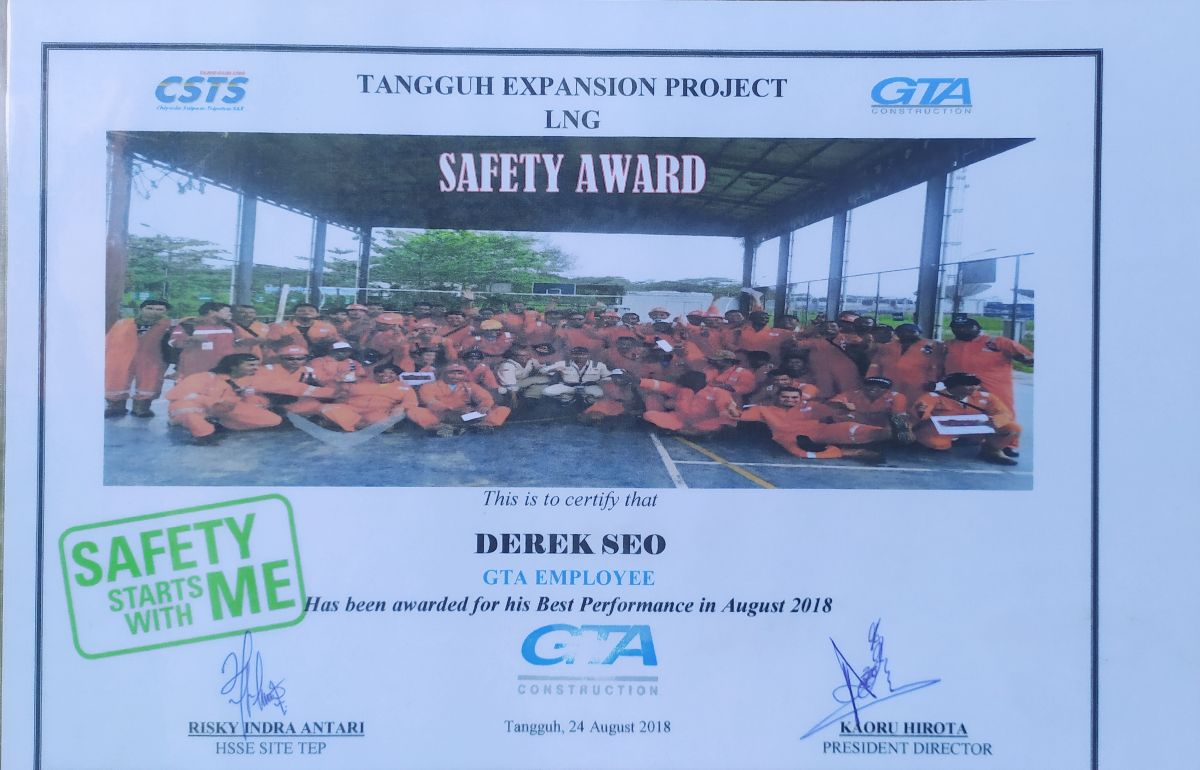 CSTS
TANGGUH EXPANSION PROJECT
LNG
GTA
CONSTRUCTION
SAFETY AWARD
This is to certify that
DEREK SEO
GTA EMPLOYEE
Has been awarded for his Best Performance in August 2018
SAFETY
STARTS
WITH ME
GTA
CONSTRUCTION
RISKY INDRA ANTARI
HSSE SITE TEP
Tangguh, 24 August 2018
KAORU HIROTA
PRESIDENT DIRECTOR